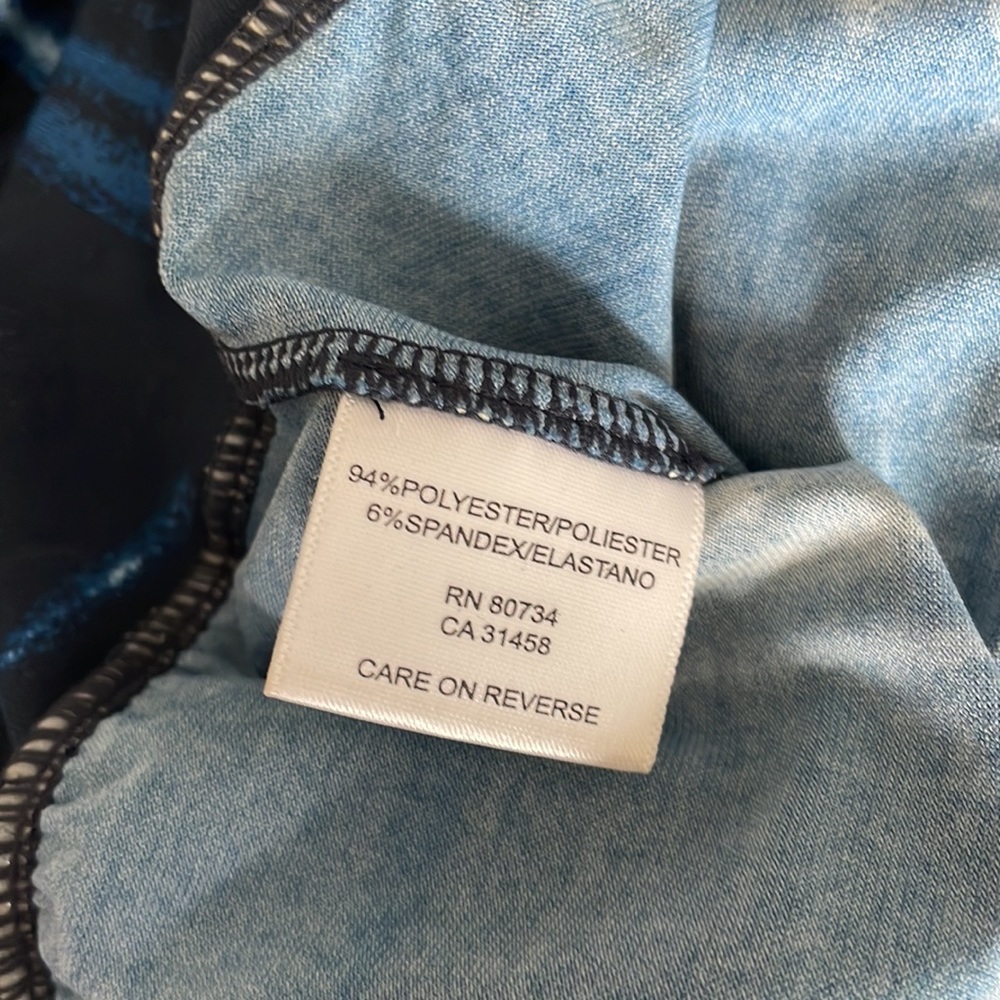 94%POLYESTER/POLIESTER
6%SPANDEX/ELASTANO
RN 80734
CA 31458
CARE ON REVERSE